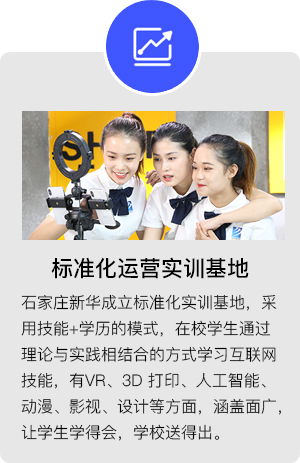 SHO
标准化运营实训基地
石家庄新华成立标准化实训基地，采
用技能+学历的模式，在校学生通过
理论与实践相结合的方式学习互联网
技能，有VR、3D 打印、人工智能、
动漫、影视、设计等方面，涵盖面广，
让学生学得会，学校送得出。